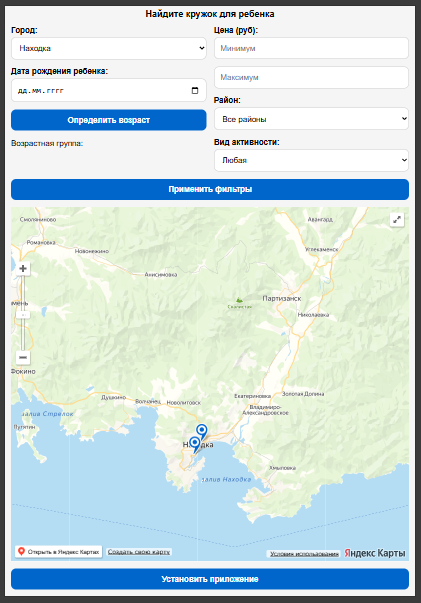 Найдите кружок для ребенка
Город:
Находка
Дата рождения ребенка:
дд.мм.гггг
Определить возраст
Возрастная группа:
Цена (руб):
Минимум
Максимум
Район:
Все районы
Вид активности:
Любая
Применить фильтры
Смоляниново
Авангард
Романовка
Новонежино
Углекаменск
Анисимовка
Партизанск
Николаевка
Фокино
Душкино
Волчанец
Новолитовск
Екатериновка
Золотая Долина
Владимиро-
Александровское
залив Стрелок
Путятин
Находка
Хмыловка
залив Находка
Открыть в Яндекс Картах
Создать свою карту
Условия использования
Яндекс Карты
Установить приложение